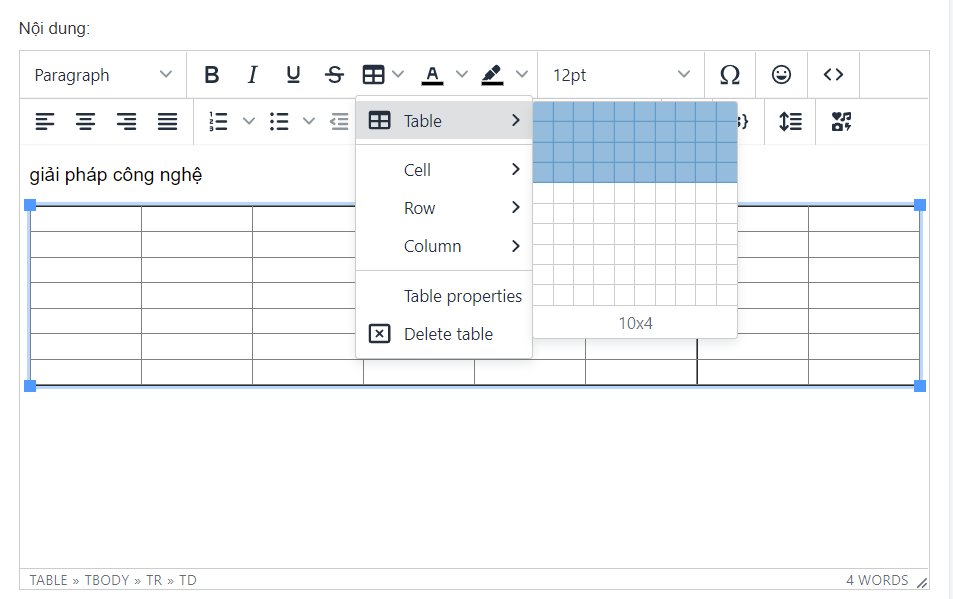 Nội dung:
Paragraph B I U S A 12pt Ω
Table
giải pháp công nghệ
Cell
Row
Column
Table properties
10x4
Delete table
TABLE » TBODY » TR » TD 4 WORDS